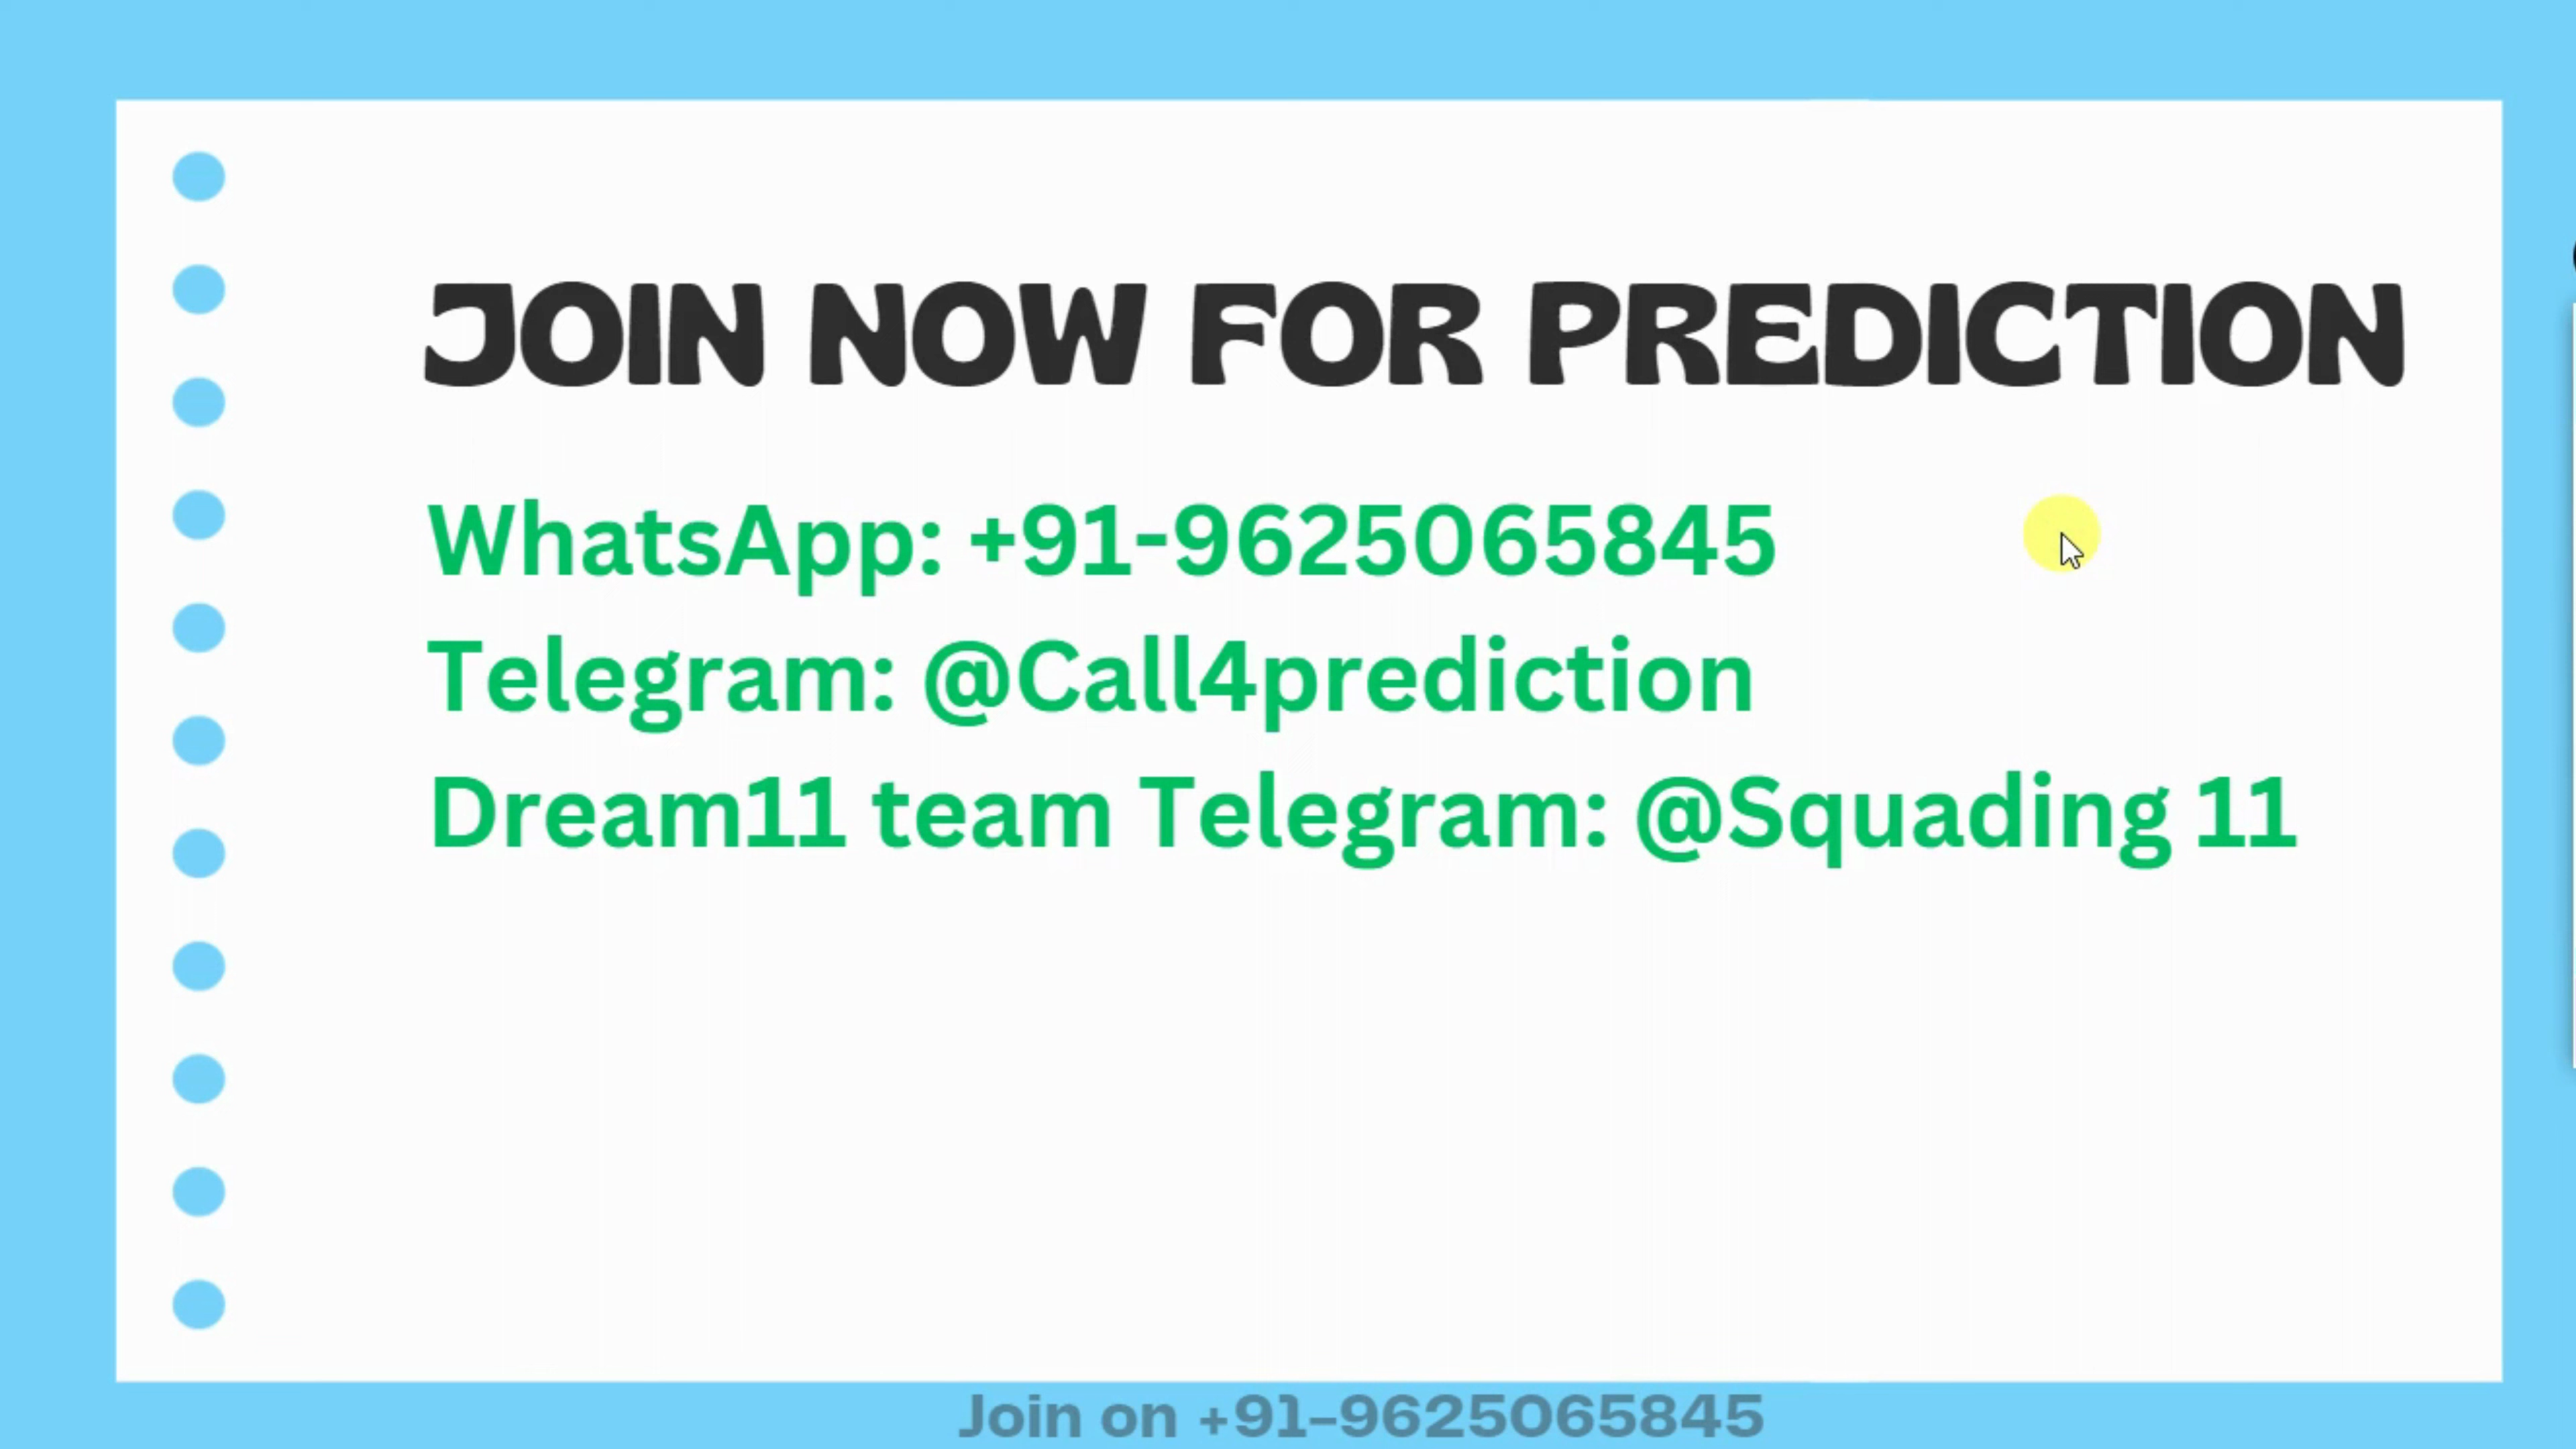 JOIN NOW FOR PREDICTION
WhatsApp: +91-9625065845
Telegram: @Call4prediction
Dream11 team Telegram: @Squading 11
Join on +91-9625065845